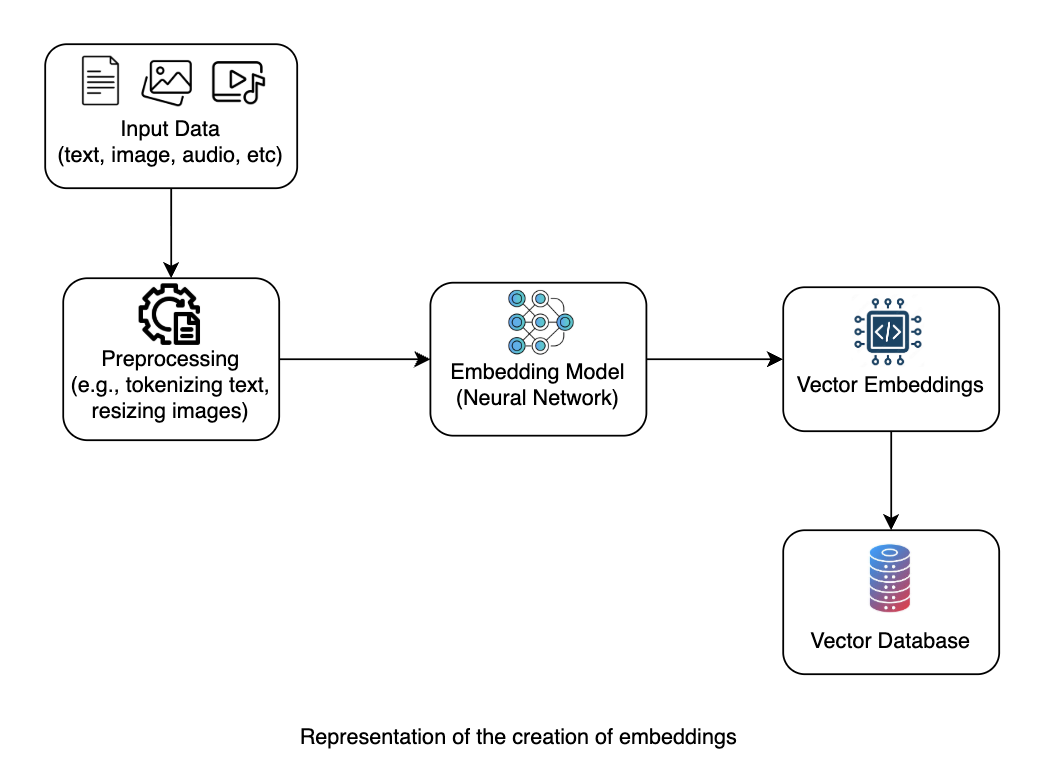 Input Data
(text, image, audio, etc)
Preprocessing
(e.g., tokenizing text,
resizing images)
Embedding Model
(Neural Network)
</>
Vector Embeddings
Vector Database
Representation of the creation of embeddings